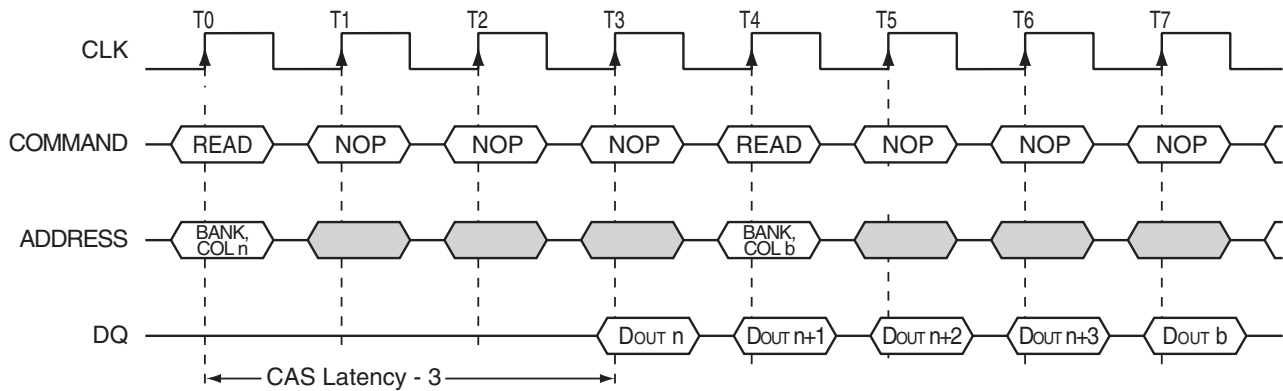 T0 T1 T2 T3 T4 T5 T6 T7
CLK
COMMAND READ NOP NOP NOP READ NOP NOP NOP
ADDRESS BANK, COL n BANK, COL b
DQ DOUT n DOUT n+1 DOUT n+2 DOUT n+3 DOUT b
CAS Latency - 3